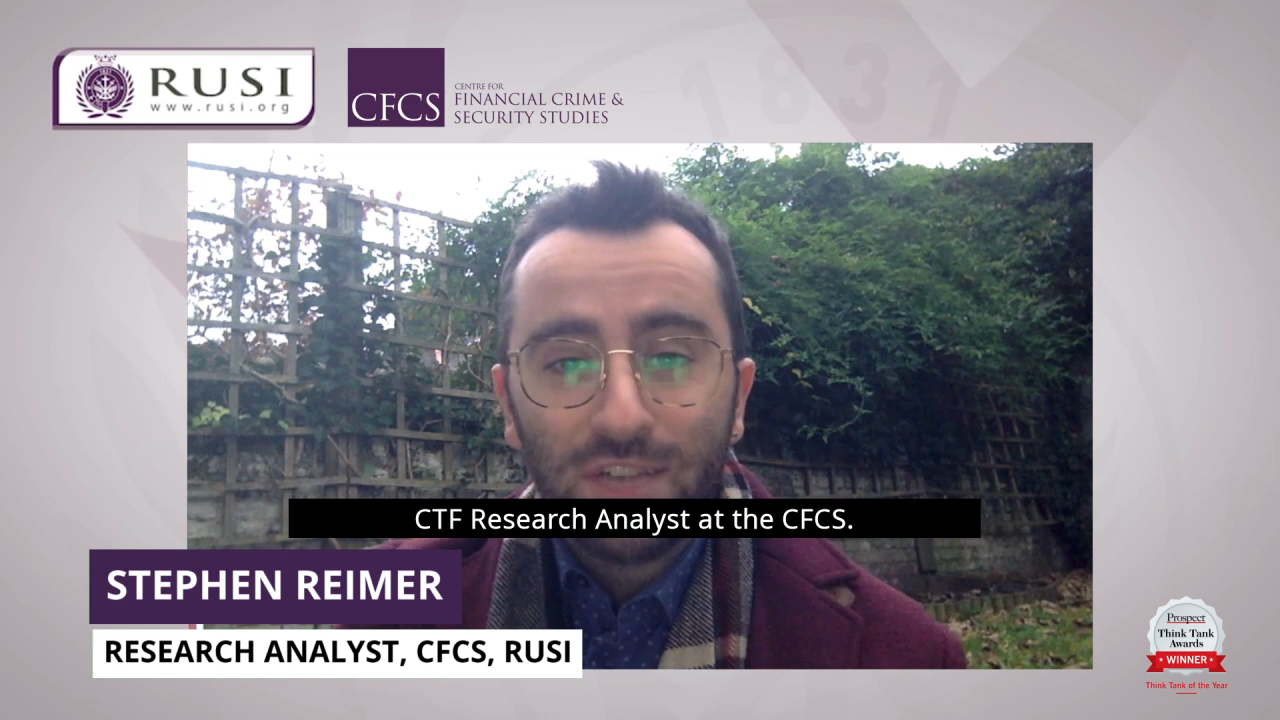 RUSI
www.rusi.org
CFCS
CENTRE FOR
FINANCIAL CRIME &
SECURITY STUDIES
1831
CTF Research Analyst at the CFCS.
STEPHEN REIMER
RESEARCH ANALYST, CFCS, RUSI
Prospect
Think Tank
Awards
WINNER
Think Tank of the Year